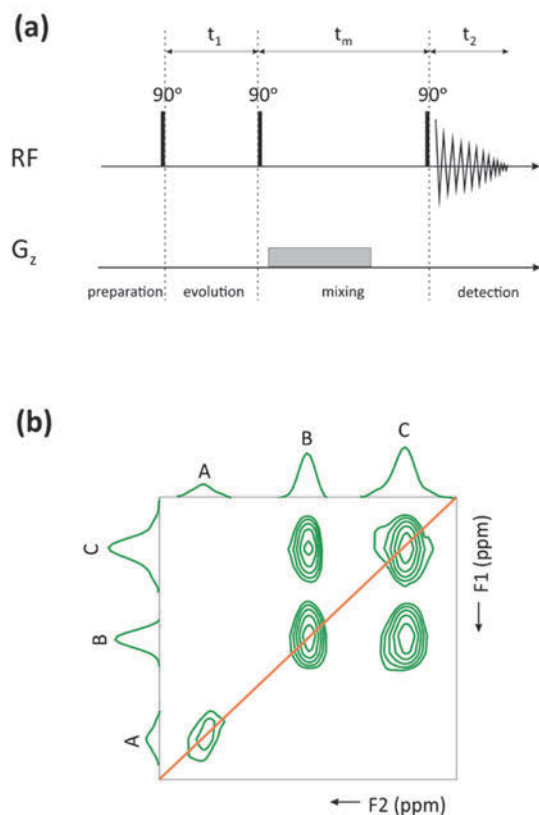 (a)
t1 tm t2
90° 90° 90°
RF
Gz
preparation evolution mixing detection
(b)
A B C
C
B
A
F1 (ppm)
← F2 (ppm)